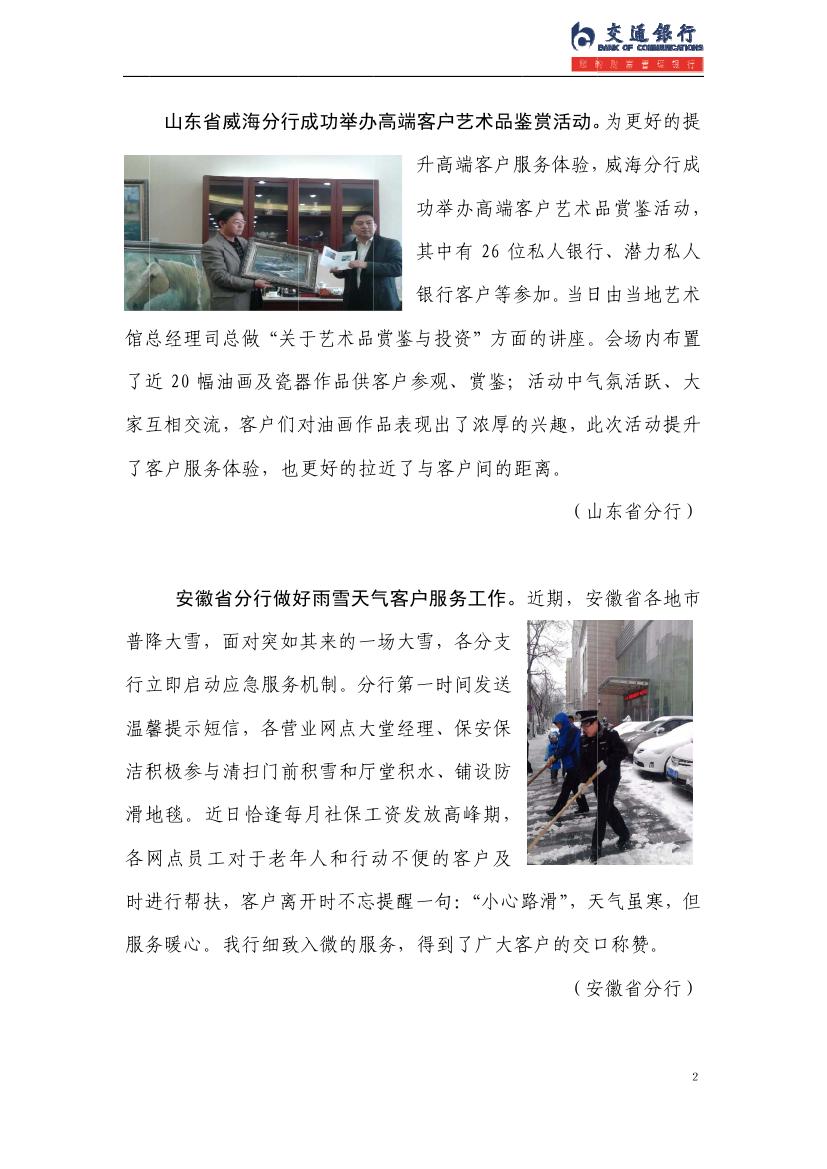 交通银行
BANK OF COMMUNICATIONS
您的财富管理银行
山东省威海分行成功举办高端客户艺术品鉴赏活动。为更好的提
升高端客户服务体验，威海分行成
功举办高端客户艺术品赏鉴活动，
其中有 26 位私人银行、潜力私人
银行客户等参加。当日由当地艺术
馆总经理司总做“关于艺术品赏鉴与投资”方面的讲座。会场内布置
了近 20 幅油画及瓷器作品供客户参观、赏鉴；活动中气氛活跃、大
家互相交流，客户们对油画作品表现出了浓厚的兴趣，此次活动提升
了客户服务体验，也更好的拉近了与客户间的距离。
（山东省分行）
安徽省分行做好雨雪天气客户服务工作。近期，安徽省各地市
普降大雪，面对突如其来的一场大雪，各分支
行立即启动应急服务机制。分行第一时间发送
温馨提示短信，各营业网点大堂经理、保安保
洁积极参与清扫门前积雪和厅堂积水、铺设防
滑地毯。近日恰逢每月社保工资发放高峰期，
各网点员工对于老年人和行动不便的客户及
时进行帮扶，客户离开时不忘提醒一句：“小心路滑”，天气虽寒，但
服务暖心。我行细致入微的服务，得到了广大客户的交口称赞。
（安徽省分行）
2